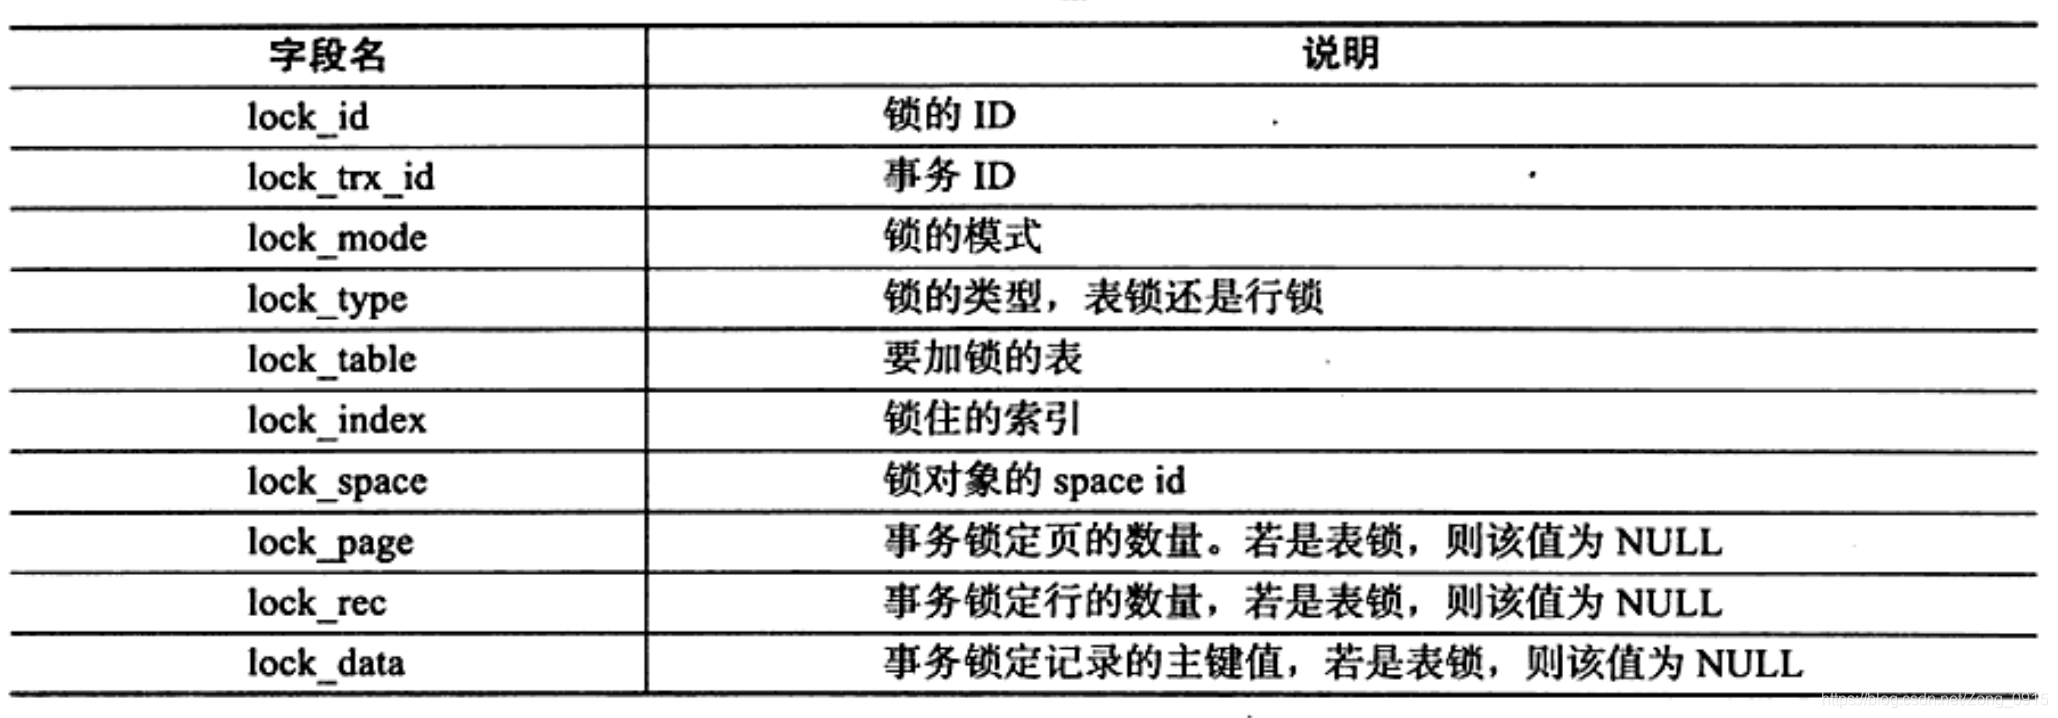 字段名 说明
lock_id 锁的 ID
lock_trx_id 事务 ID
lock_mode 锁的模式
lock_type 锁的类型，表锁还是行锁
lock_table 要加锁的表
lock_index 锁住的索引
lock_space 锁对象的 space id
lock_page 事务锁定页的数量。若是表锁，则该值为 NULL
lock_rec 事务锁定行的数量，若是表锁，则该值为 NULL
lock_data 事务锁定记录的主键值，若是表锁，则该值为 NULL
https://blog.csdn.net/Zong_0915